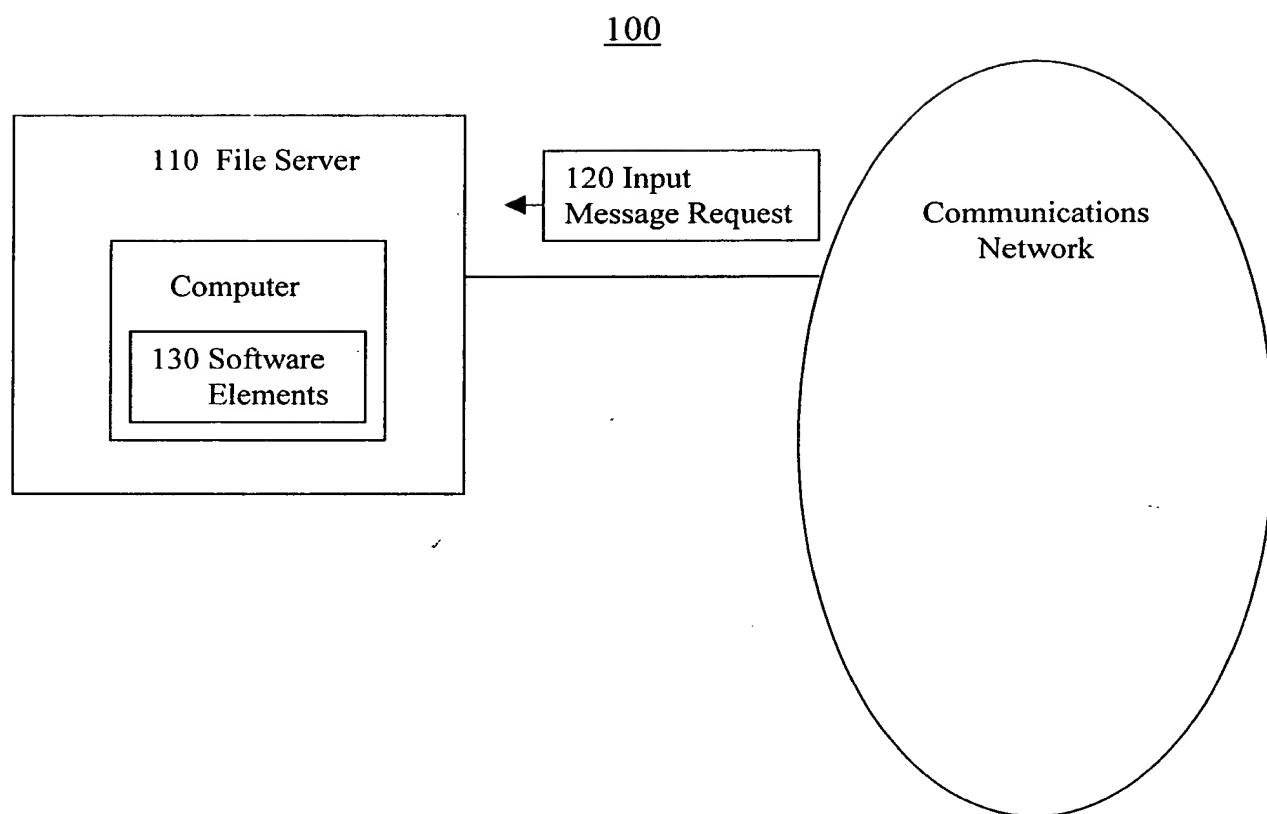 100
110 File Server
120 Input
Message Request
Communications
Network
Computer
130 Software
Elements